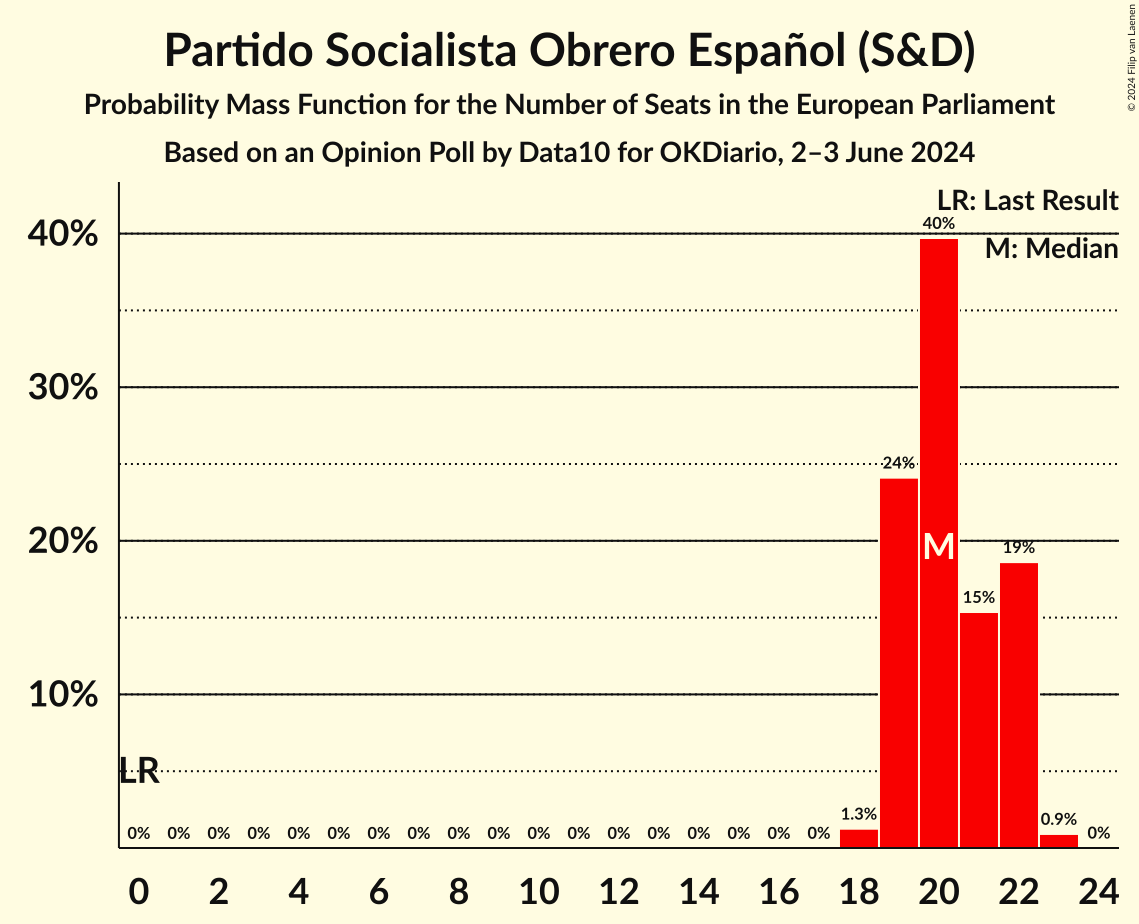 Partido Socialista Obrero Español (S&D)
Probability Mass Function for the Number of Seats in the European Parliament
Based on an Opinion Poll by Data10 for OKDiario, 2–3 June 2024
© 2024 Filip van Laenen
LR: Last Result
M: Median
40%
30%
20%
10%
40%
24%
M
19%
15%
LR
0% 0% 0% 0% 0% 0% 0% 0% 0% 0% 0% 0% 0% 0% 0% 0% 0% 0% 1.3% 0.9% 0%
0 2 4 6 8 10 12 14 16 18 20 22 24